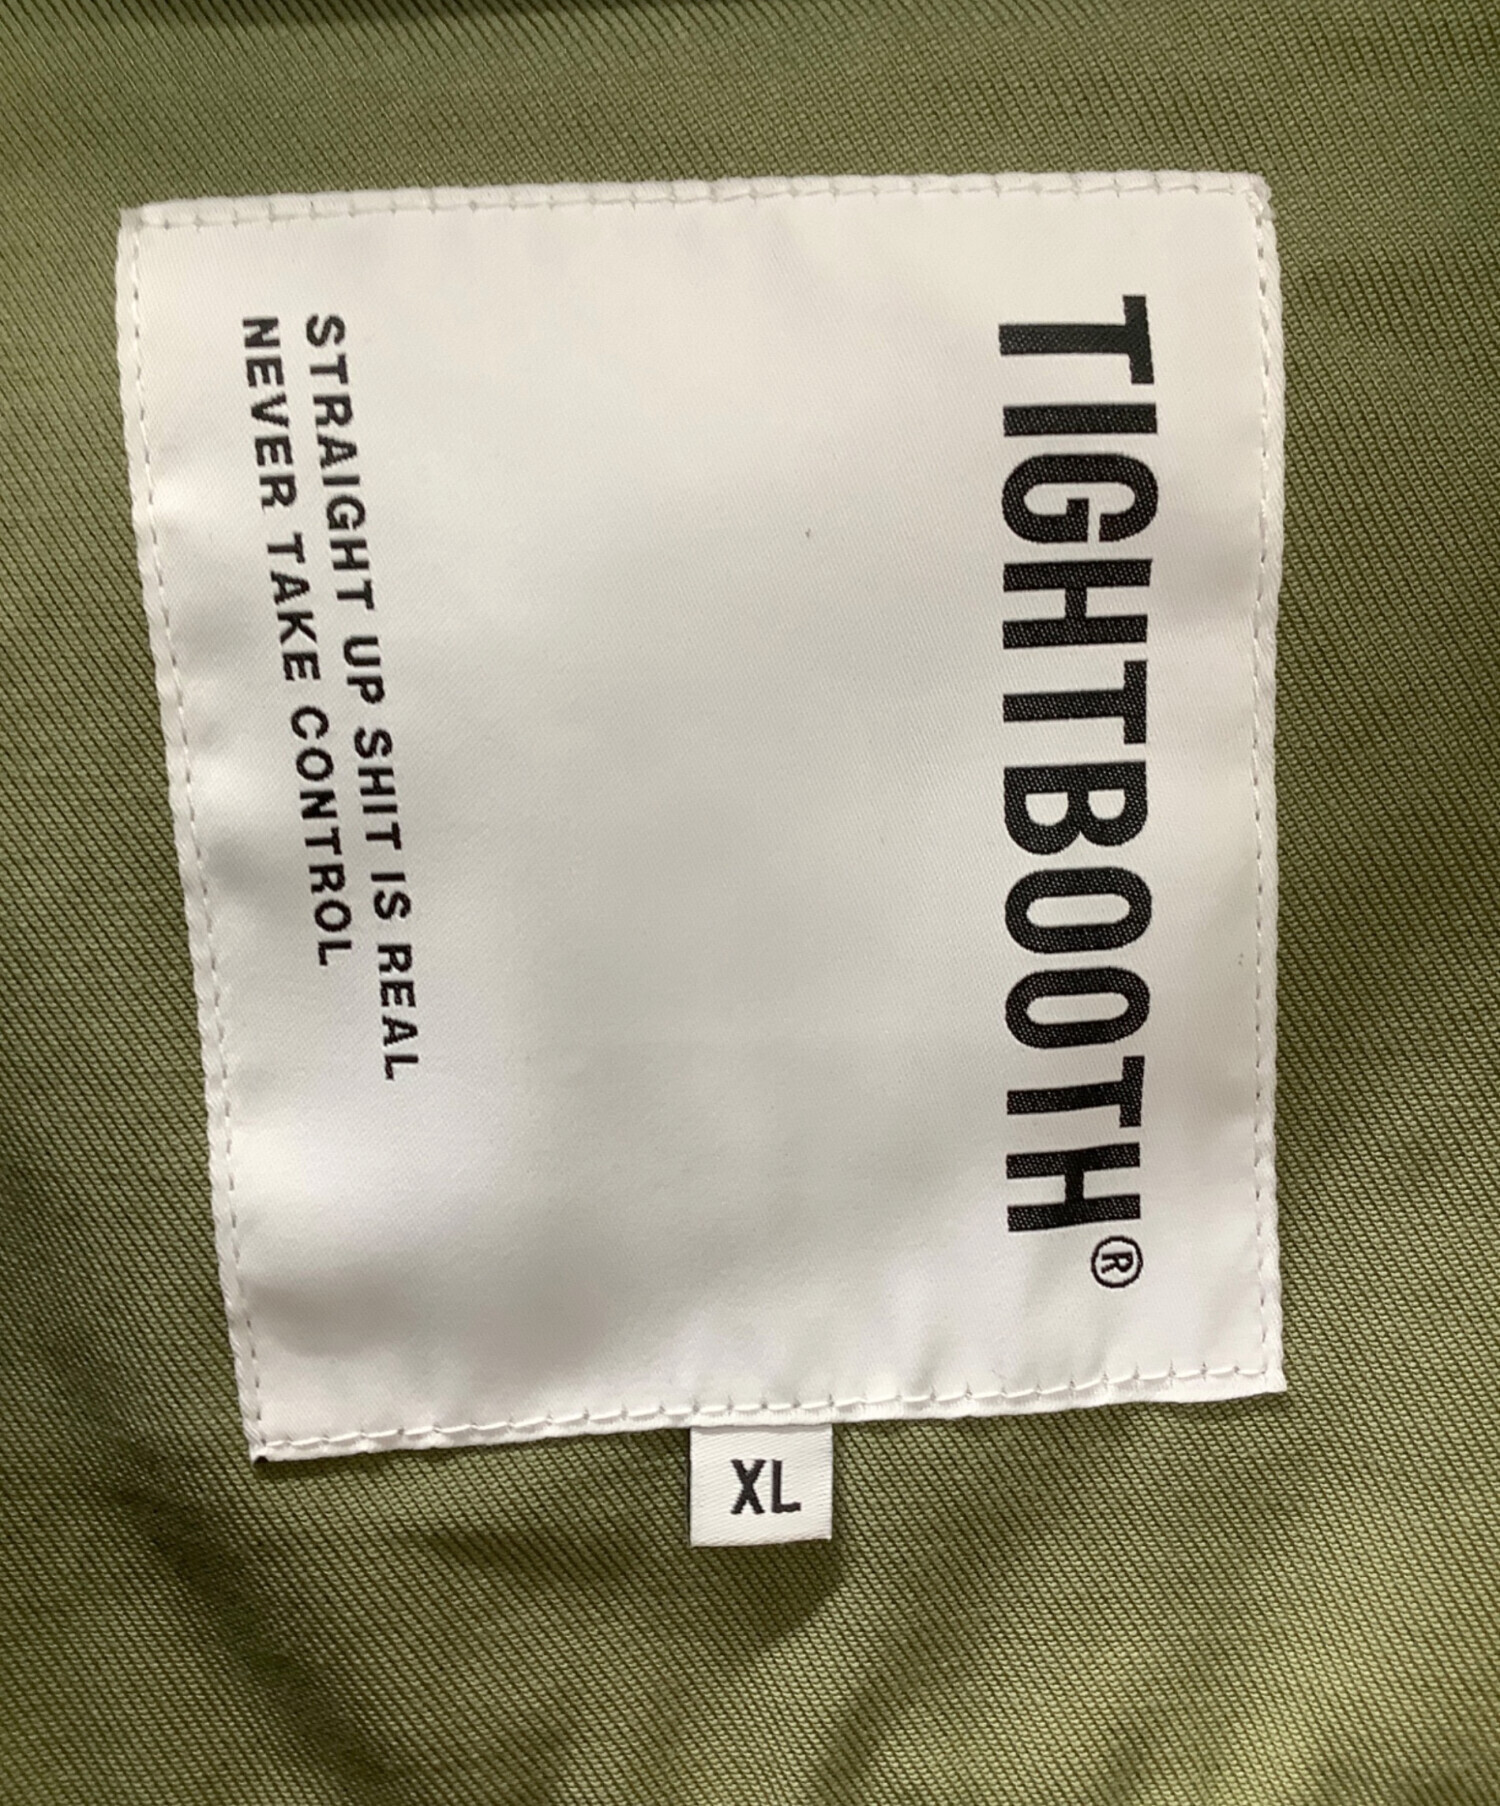 TIGHTBOOTH®
STRAIGHT UP SHIT IS REAL
NEVER TAKE CONTROL
XL